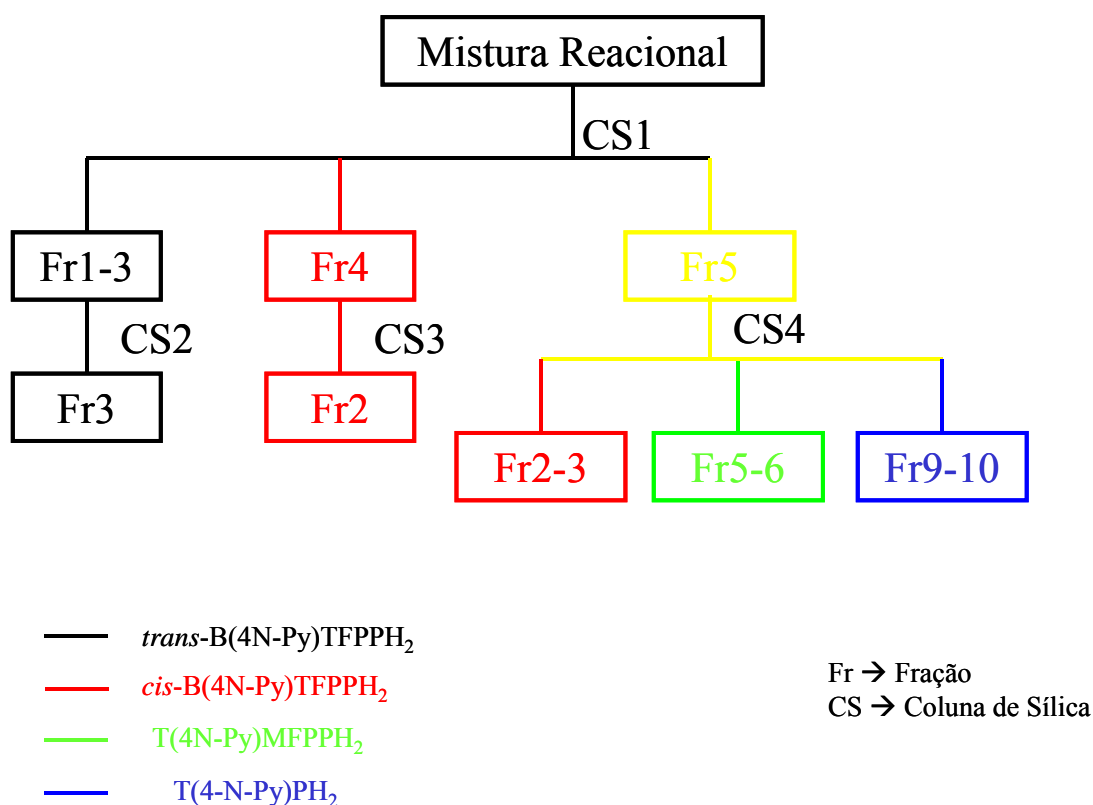 Mistura Reacional
CS1
Fr1-3
Fr4
Fr5
CS2
CS3
CS4
Fr3
Fr2
Fr2-3
Fr5-6
Fr9-10
trans-B(4N-Py)TFPPH₂
cis-B(4N-Py)TFPPH₂
T(4N-Py)MFPPH₂
T(4-N-Py)PH₂
Fr → Fração
CS → Coluna de Sílica